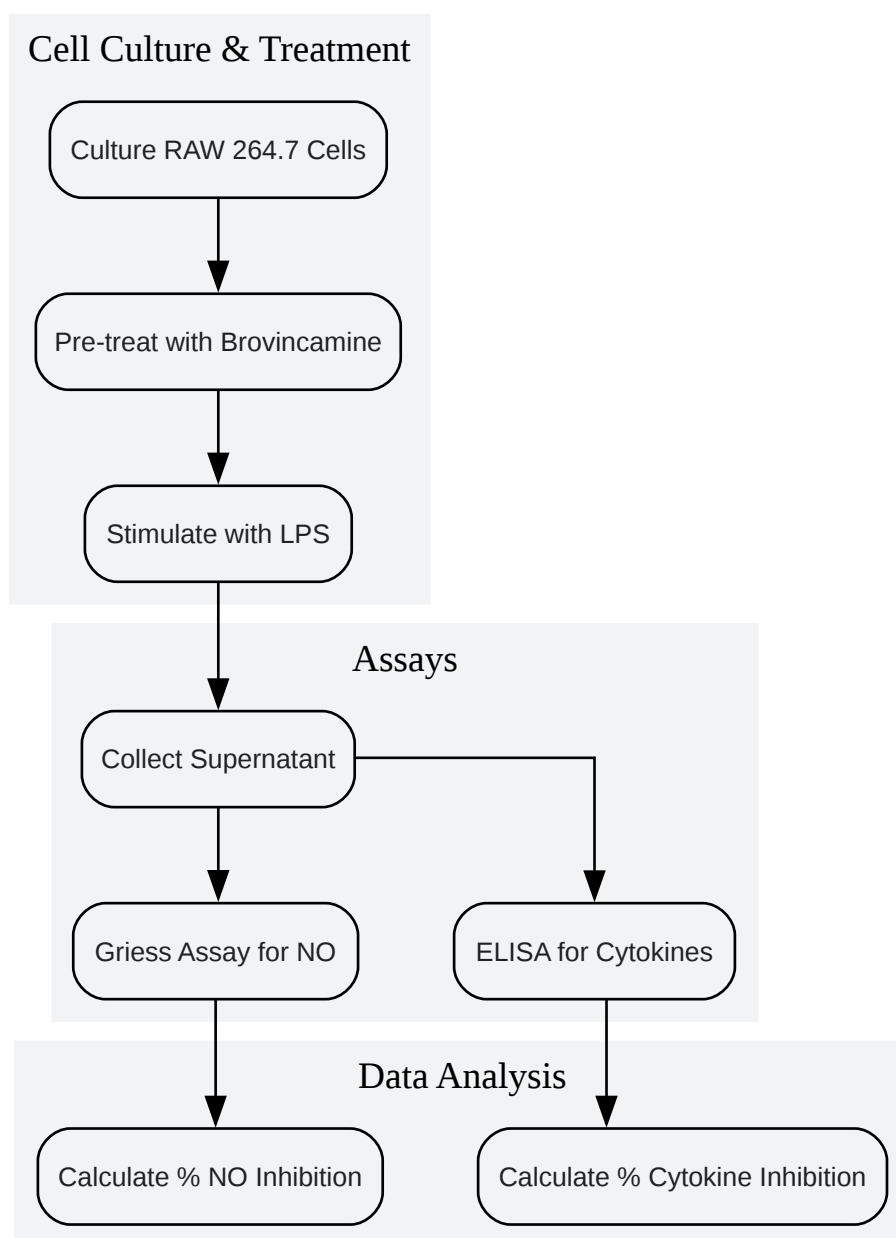 Cell Culture & Treatment
Culture RAW 264.7 Cells
Pre-treat with Brovincamine
Stimulate with LPS
Assays
Collect Supernatant
Griess Assay for NO
ELISA for Cytokines
Data Analysis
Calculate % NO Inhibition
Calculate % Cytokine Inhibition